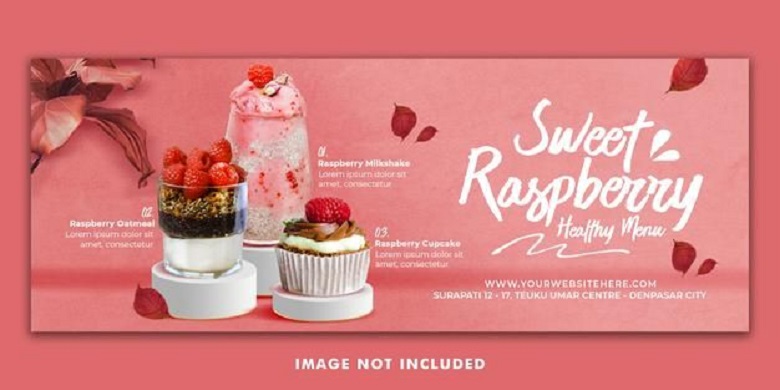 01.
Raspberry Milkshake
Lorem ipsum dolor sit
amet, consectetur
02.
Raspberry Oatmeal
Lorem ipsum dolor sit
amet, consectetur
03.
Raspberry Cupcake
Lorem ipsum dolor sit
amet, consectetur
Sweet
Raspberry
Healthy Menu
WWW.YOURWEBSITEHERE.COM
SURAPATI 12 - 17, TEUKU UMAR CENTRE - DENPASAR CITY
IMAGE NOT INCLUDED